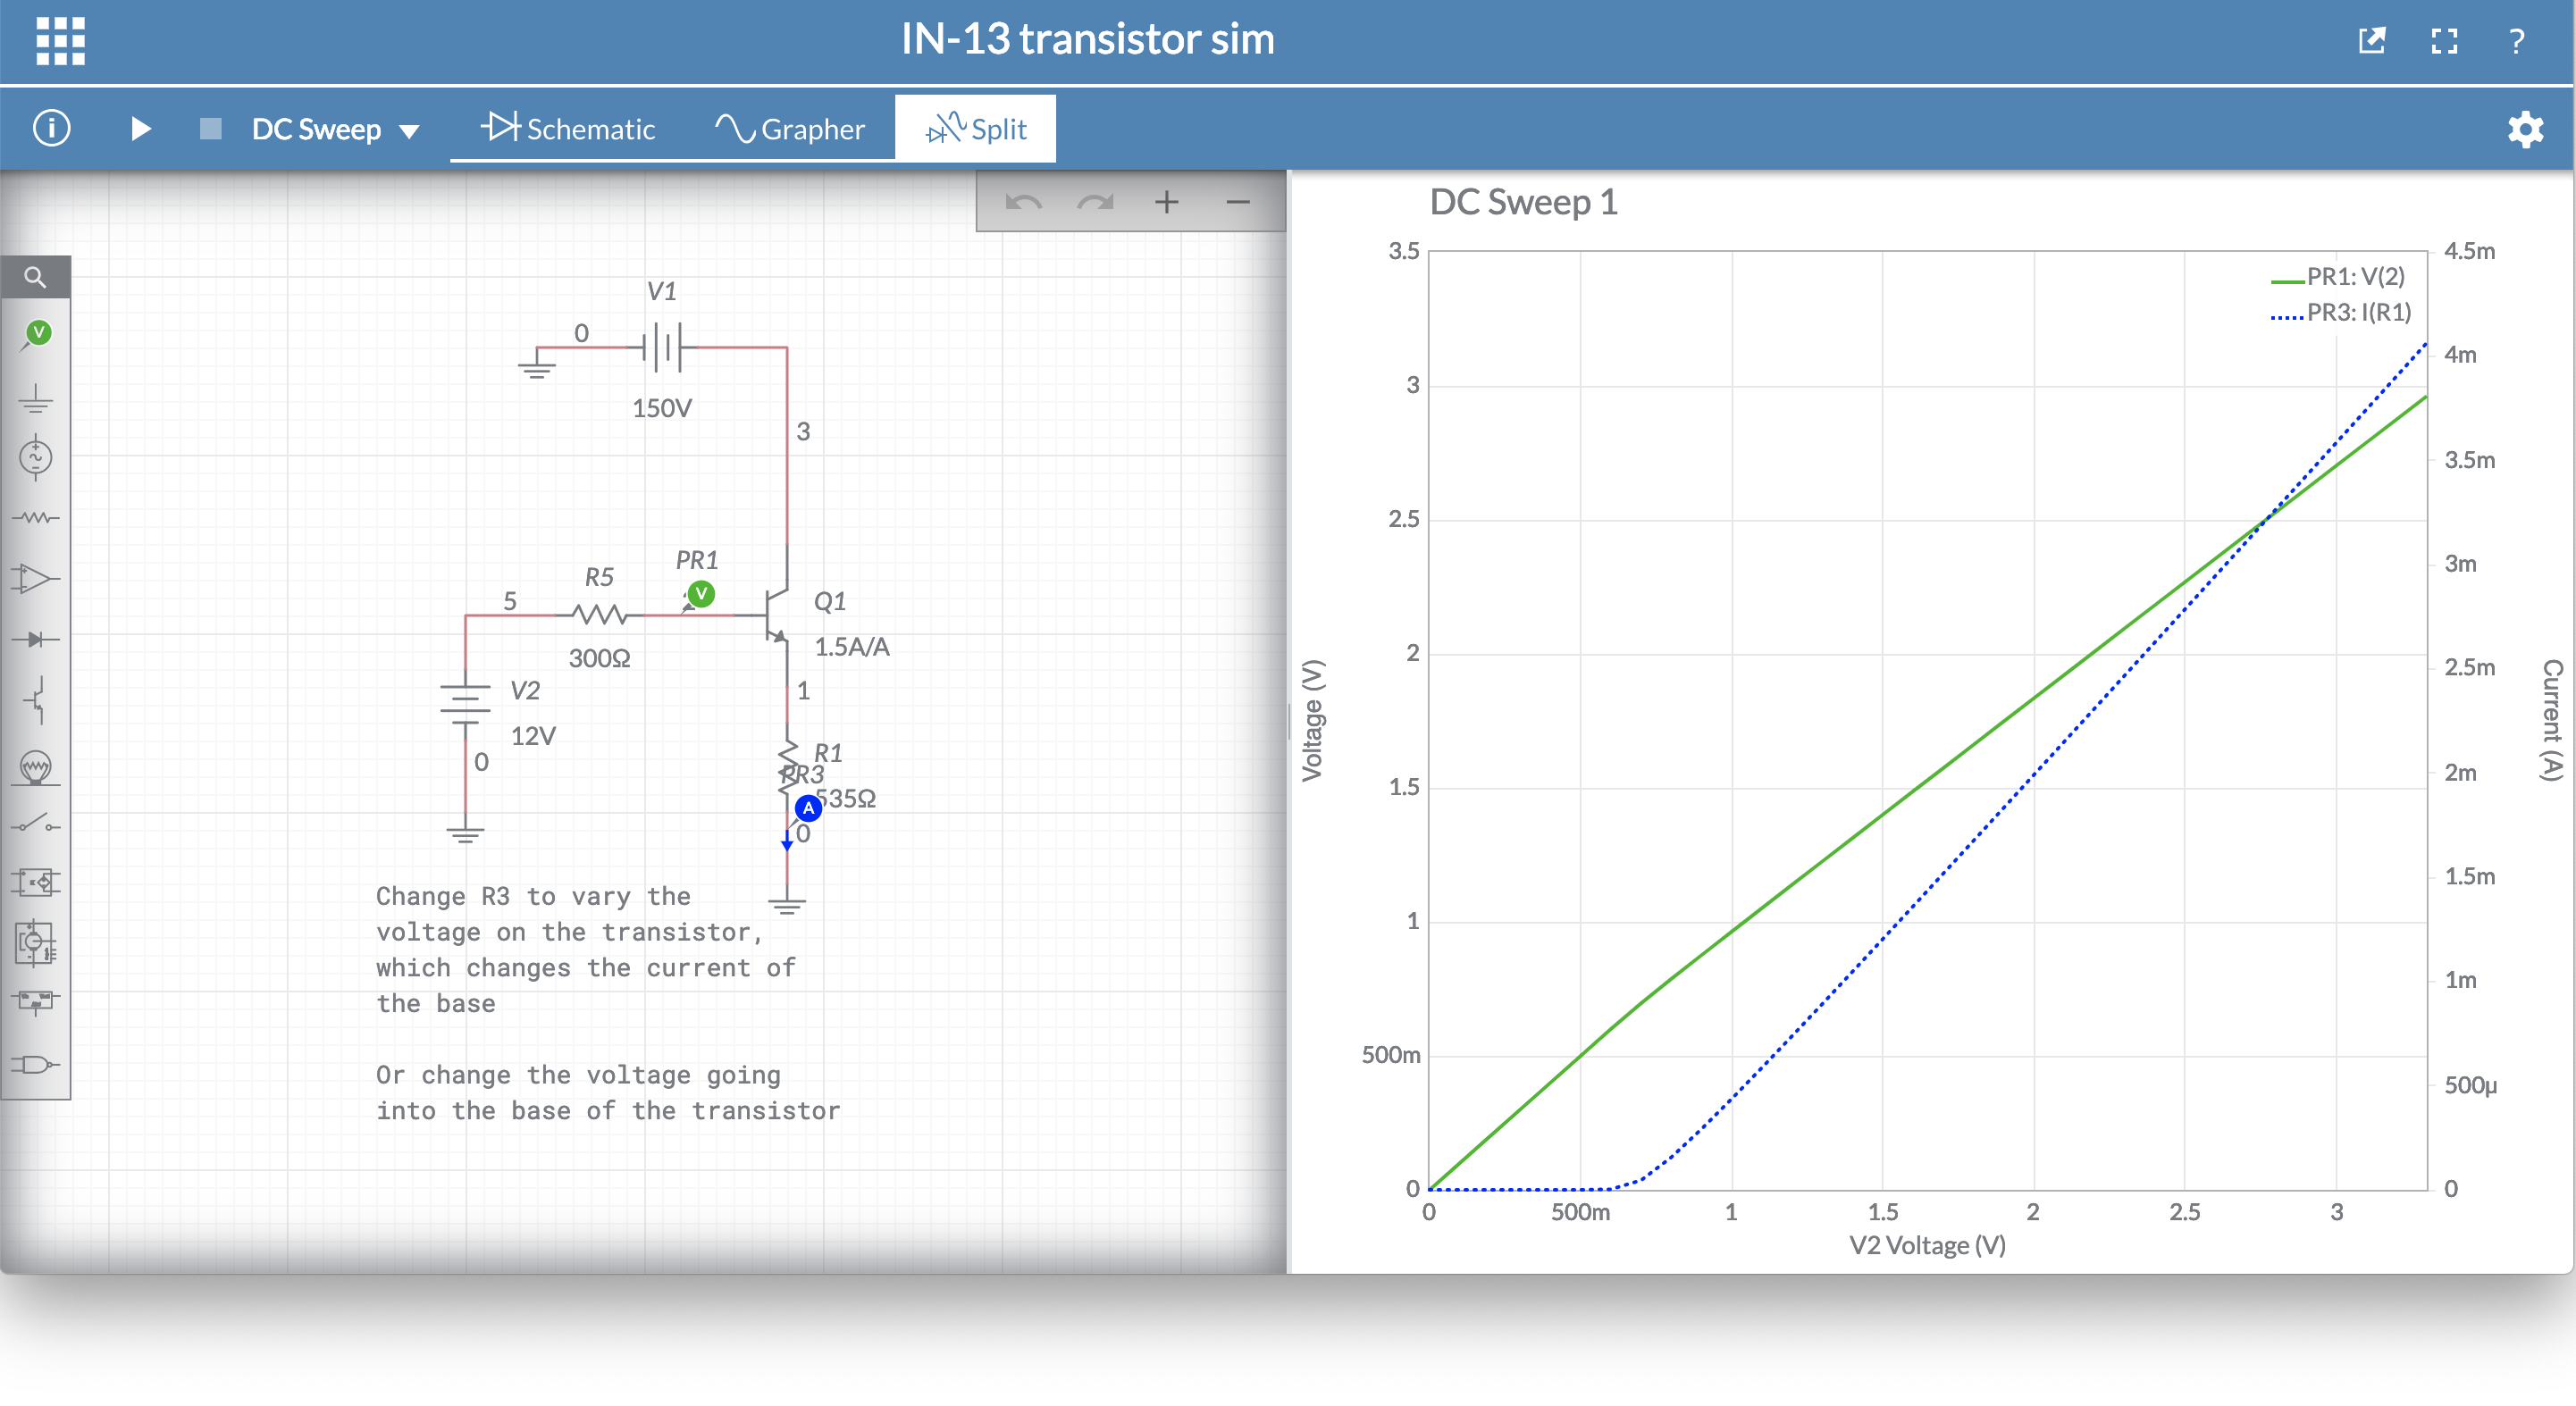 IN-13 transistor sim
?
i
DC Sweep
Schematic
Grapher
Split
+ −
V
V1
0
150V
3
PR1
V
R5
5
Q1
300Ω
1.5A/A
V2
1
12V
R1
0
PR3
535Ω
A
0
Change R3 to vary the
voltage on the transistor,
which changes the current of
the base
Or change the voltage going
into the base of the transistor
DC Sweep 1
PR1: V(2)
PR3: I(R1)
Voltage (V)
3.5
3
2.5
2
1.5
1
500m
0
4.5m
4m
3.5m
3m
2.5m
2m
1.5m
1m
500μ
0
Current (A)
0 500m 1 1.5 2 2.5 3
V2 Voltage (V)